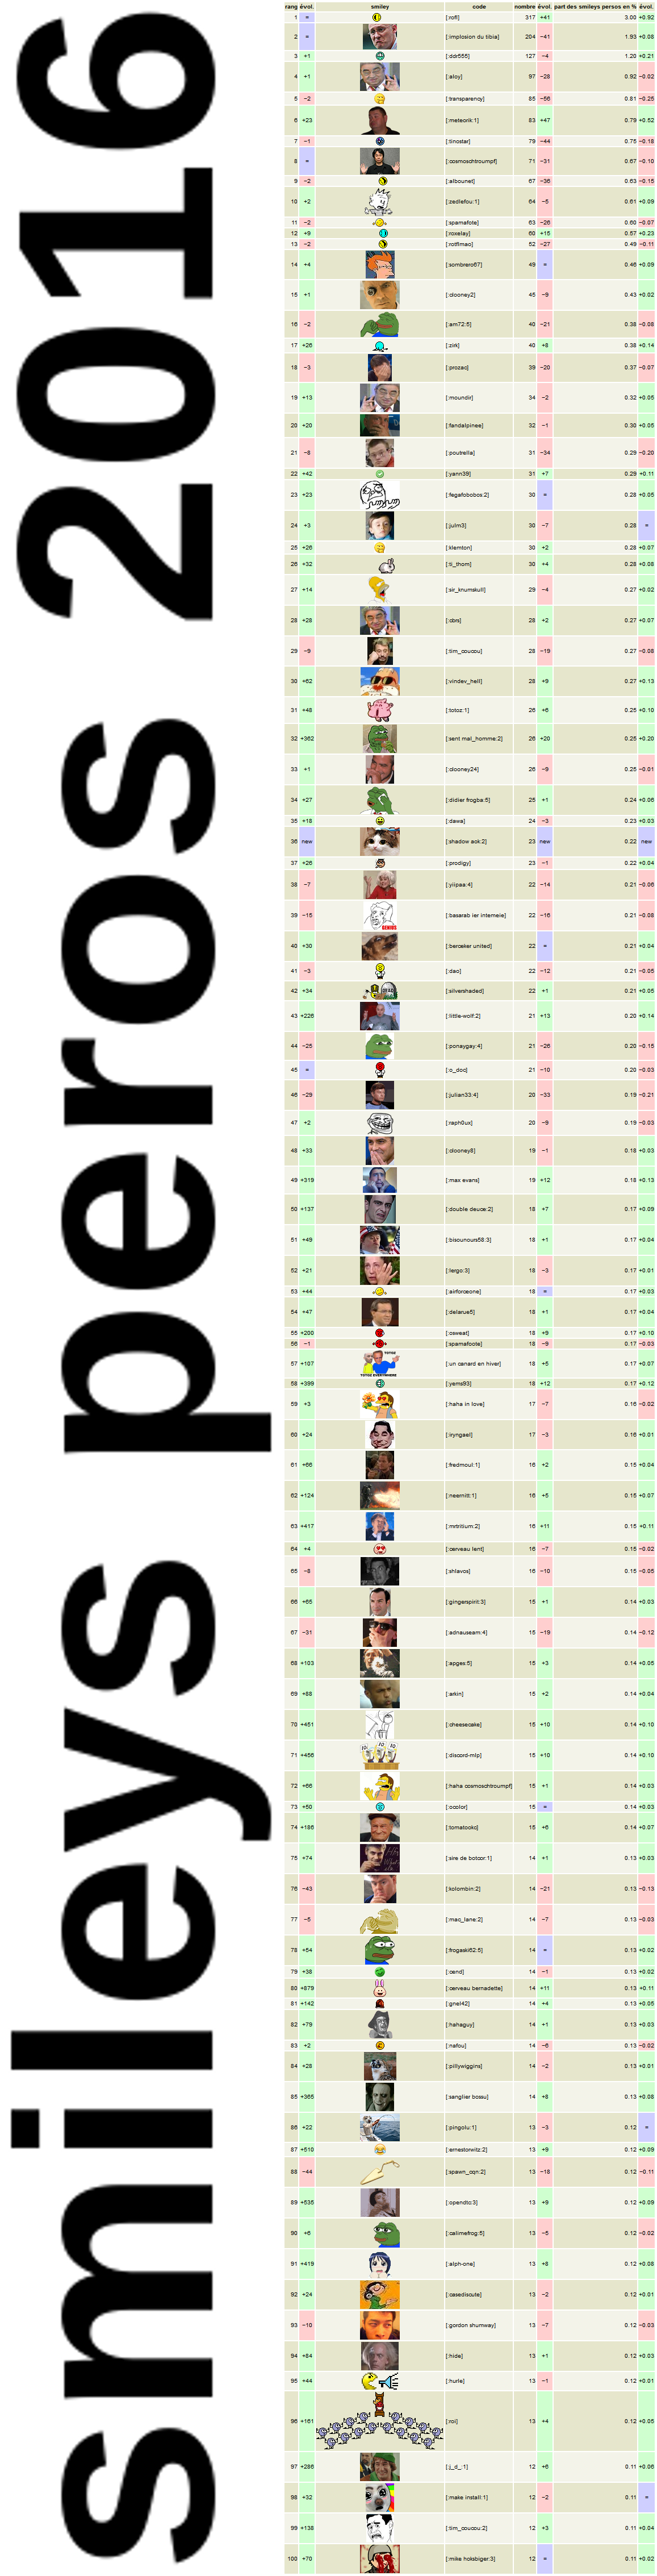 smileys persos 2016
rang évol. smiley code nombre évol. part des smileys persos en % évol.
1 = [:rofl] 317 +41 3.00 +0.92
2 = [:implosion du tibia] 204 −41 1.93 +0.08
3 +1 [:ddr555] 127 −4 1.20 +0.21
4 +1 [:aloy] 97 −28 0.92 −0.02
5 −2 [:transparency] 85 −56 0.81 −0.25
6 +23 [:meteorik:1] 83 +47 0.79 +0.52
7 −1 [:tinostar] 79 −44 0.75 −0.18
8 = [:cosmoschtroumpf] 71 −31 0.67 −0.10
9 −2 [:albounet] 67 −36 0.63 −0.15
10 +2 [:zedlefou:1] 64 −5 0.61 +0.09
11 −2 [:spamafote] 63 −26 0.60 −0.07
12 +9 [:roxelay] 60 +15 0.57 +0.23
13 −2 [:rotflmao] 52 −27 0.49 −0.11
14 +4 [:sombrero67] 49 = 0.46 +0.09
15 +1 [:clooney2] 45 −9 0.43 +0.02
16 −2 [:am72:5] 40 −21 0.38 −0.08
17 +26 [:zirk] 40 +8 0.38 +0.14
18 −3 [:prozac] 39 −20 0.37 −0.07
19 +13 [:moundir] 34 −2 0.32 +0.05
20 +20 [:fandalpinee] 32 −1 0.30 +0.05
21 −8 [:poutrella] 31 −34 0.29 −0.20
22 +42 [:yann39] 31 +7 0.29 +0.11
23 +23 [:fegafobobos:2] 30 = 0.28 +0.05
24 +3 [:julm3] 30 −7 0.28 =
25 +26 [:klemton] 30 +2 0.28 +0.07
26 +32 [:ti_thom] 30 +4 0.28 +0.08
27 +14 [:sir_knumskull] 29 −4 0.27 +0.02
28 +28 [:cbrs] 28 +2 0.27 +0.07
29 −9 [:tim_coucou] 28 −19 0.27 −0.08
30 +62 [:vindev_hell] 28 +9 0.27 +0.13
31 +48 [:totoz:1] 26 +6 0.25 +0.10
32 +362 [:sent mal_homme:2] 26 +20 0.25 +0.20
33 +1 [:clooney24] 26 −9 0.25 −0.01
34 +27 [:didier frogba:5] 25 +1 0.24 +0.06
35 +18 [:dawa] 24 −3 0.23 +0.03
36 new [:shadow aok:2] 23 new 0.22 new
37 +26 [:prodigy] 23 −1 0.22 +0.04
38 −7 [:yiipaa:4] 22 −14 0.21 −0.06
39 −15 [:basarab ier intemeie] 22 −16 0.21 −0.08
40 +30 [:berceker united] 22 = 0.21 +0.04
41 −3 [:dao] 22 −12 0.21 −0.05
42 +34 [:silvershaded] 22 +1 0.21 +0.05
43 +226 [:little-wolf:2] 21 +13 0.20 +0.14
44 −25 [:ponaygay:4] 21 −26 0.20 −0.15
45 = [:o_doc] 21 −10 0.20 −0.03
46 −29 [:julian33:4] 20 −33 0.19 −0.21
47 +2 [:raph0ux] 20 −9 0.19 −0.03
48 +33 [:clooney8] 19 −1 0.18 +0.03
49 +319 [:max evans] 19 +12 0.18 +0.13
50 +137 [:double deuce:2] 18 +7 0.17 +0.09
51 +49 [:bisounours58:3] 18 +1 0.17 +0.04
52 +21 [:lergo:3] 18 −3 0.17 +0.01
53 +44 [:airforceone] 18 = 0.17 +0.03
54 +47 [:delarue5] 18 +1 0.17 +0.04
55 +200 [:csweat] 18 +9 0.17 +0.10
56 −1 [:spamafoote] 18 −9 0.17 −0.03
57 +107 TOTOZ EVERYWHERE [:un canard en hiver] 18 +5 0.17 +0.07
58 +399 [:yems93] 18 +12 0.17 +0.12
59 +3 [:haha in love] 17 −7 0.16 −0.02
60 +24 [:iryngael] 17 −3 0.16 +0.01
61 +66 [:fredmoul:1] 16 +2 0.15 +0.04
62 +124 [:neernitt:1] 16 +5 0.15 +0.07
63 +417 [:mrtritium:2] 16 +11 0.15 +0.11
64 +4 [:cerveau lent] 16 −7 0.15 −0.02
65 −8 [:shlavos] 16 −10 0.15 −0.05
66 +65 [:gingerspirit:3] 15 +1 0.14 +0.03
67 −31 [:adnauseam:4] 15 −19 0.14 −0.12
68 +103 [:apges:5] 15 +3 0.14 +0.05
69 +88 [:arkin] 15 +2 0.14 +0.04
70 +451 [:cheesecake] 15 +10 0.14 +0.10
71 +456 [:discord-mlp] 15 +10 0.14 +0.10
72 +66 [:haha cosmoschtroumpf] 15 +1 0.14 +0.03
73 +50 [:ocolor] 15 = 0.14 +0.03
74 +186 [:tomatooko] 15 +6 0.14 +0.07
75 +74 [:sire de botcor:1] 14 +1 0.13 +0.03
76 −43 [:kolombin:2] 14 −21 0.13 −0.13
77 −5 [:mac_lane:2] 14 −7 0.13 −0.03
78 +54 [:frogaski62:5] 14 = 0.13 +0.02
79 +38 [:cend] 14 −1 0.13 +0.02
80 +879 [:cerveau bernadette] 14 +11 0.13 +0.11
81 +142 [:gnel42] 14 +4 0.13 +0.05
82 +79 [:hahaguy] 14 +1 0.13 +0.03
83 +2 [:nafou] 14 −6 0.13 −0.02
84 +28 [:pillywiggins] 14 −2 0.13 +0.01
85 +365 [:sanglier bossu] 14 +8 0.13 +0.08
86 +22 [:pingolu:1] 13 −3 0.12 =
87 +510 [:ernestorwitz:2] 13 +9 0.12 +0.09
88 −44 [:spawn_cqn:2] 13 −18 0.12 −0.11
89 +535 [:opendtc:3] 13 +9 0.12 +0.09
90 +6 [:calimefrog:5] 13 −5 0.12 −0.02
91 +419 [:alph-one] 13 +8 0.12 +0.08
92 +24 [:casediscute] 13 −2 0.12 +0.01
93 −10 [:gordon shumway] 13 −7 0.12 −0.03
94 +84 [:hide] 13 +1 0.12 +0.03
95 +44 [:hurle] 13 −1 0.12 +0.01
96 +161 [:roi] 13 +4 0.12 +0.05
97 +286 [:j_d_:1] 12 +6 0.11 +0.06
98 +32 [:make install:1] 12 −2 0.11 =
99 +138 [:tim_coucou:2] 12 +3 0.11 +0.04
100 +70 [:mike hoksbiger:3] 12 = 0.11 +0.02